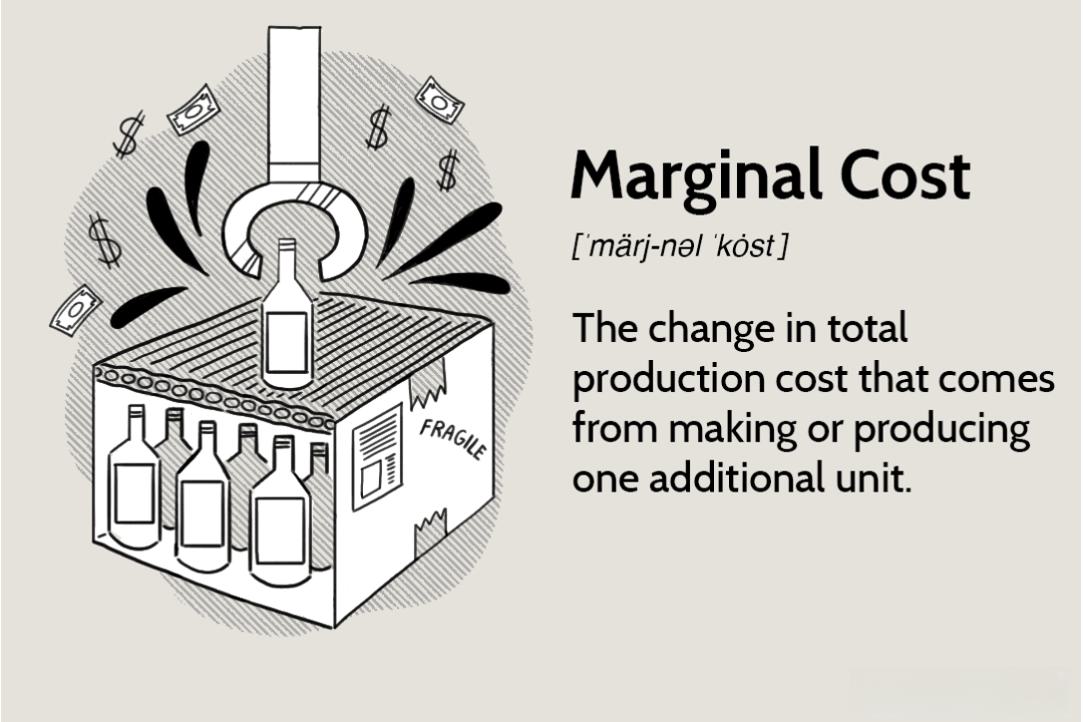 Marginal Cost
[ˈmärj-nəl ˈkȯst]
The change in total
production cost that comes
from making or producing
one additional unit.
FRAGILE